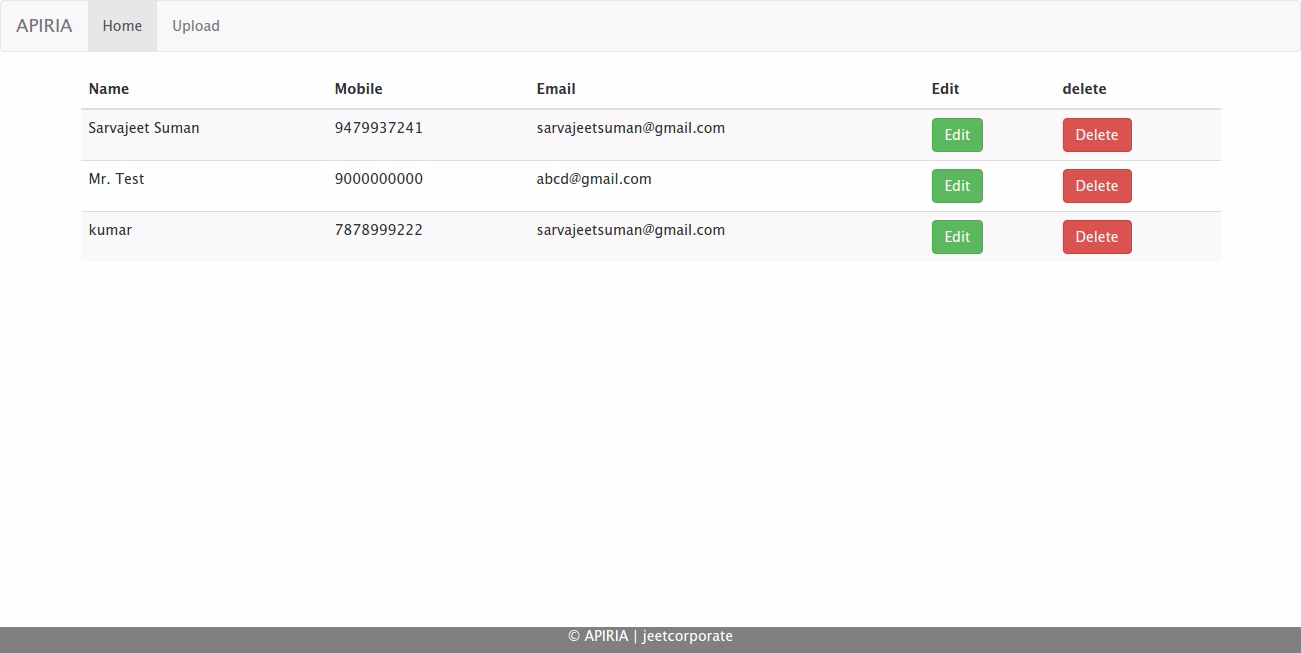 APIRIA Home Upload
Name Mobile Email Edit delete
Sarvajeet Suman 9479937241 sarvajeetsuman@gmail.com Edit Delete
Mr. Test 9000000000 abcd@gmail.com Edit Delete
kumar 7878999222 sarvajeetsuman@gmail.com Edit Delete
© APIRIA | jeetcorporate